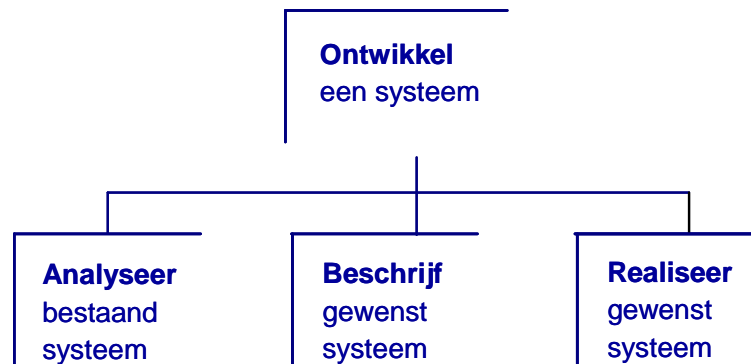 Ontwikkel
een systeem
Analyseer
bestaand
systeem
Beschrijf
gewenst
systeem
Realiseer
gewenst
systeem